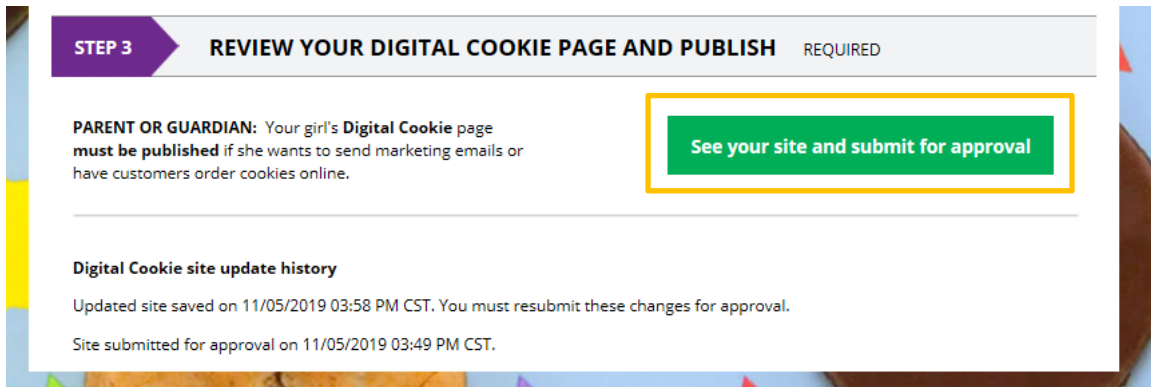 STEP 3 REVIEW YOUR DIGITAL COOKIE PAGE AND PUBLISH REQUIRED
PARENT OR GUARDIAN: Your girl's Digital Cookie page
must be published if she wants to send marketing emails or
have customers order cookies online.
See your site and submit for approval
Digital Cookie site update history
Updated site saved on 11/05/2019 03:58 PM CST. You must resubmit these changes for approval.
Site submitted for approval on 11/05/2019 03:49 PM CST.